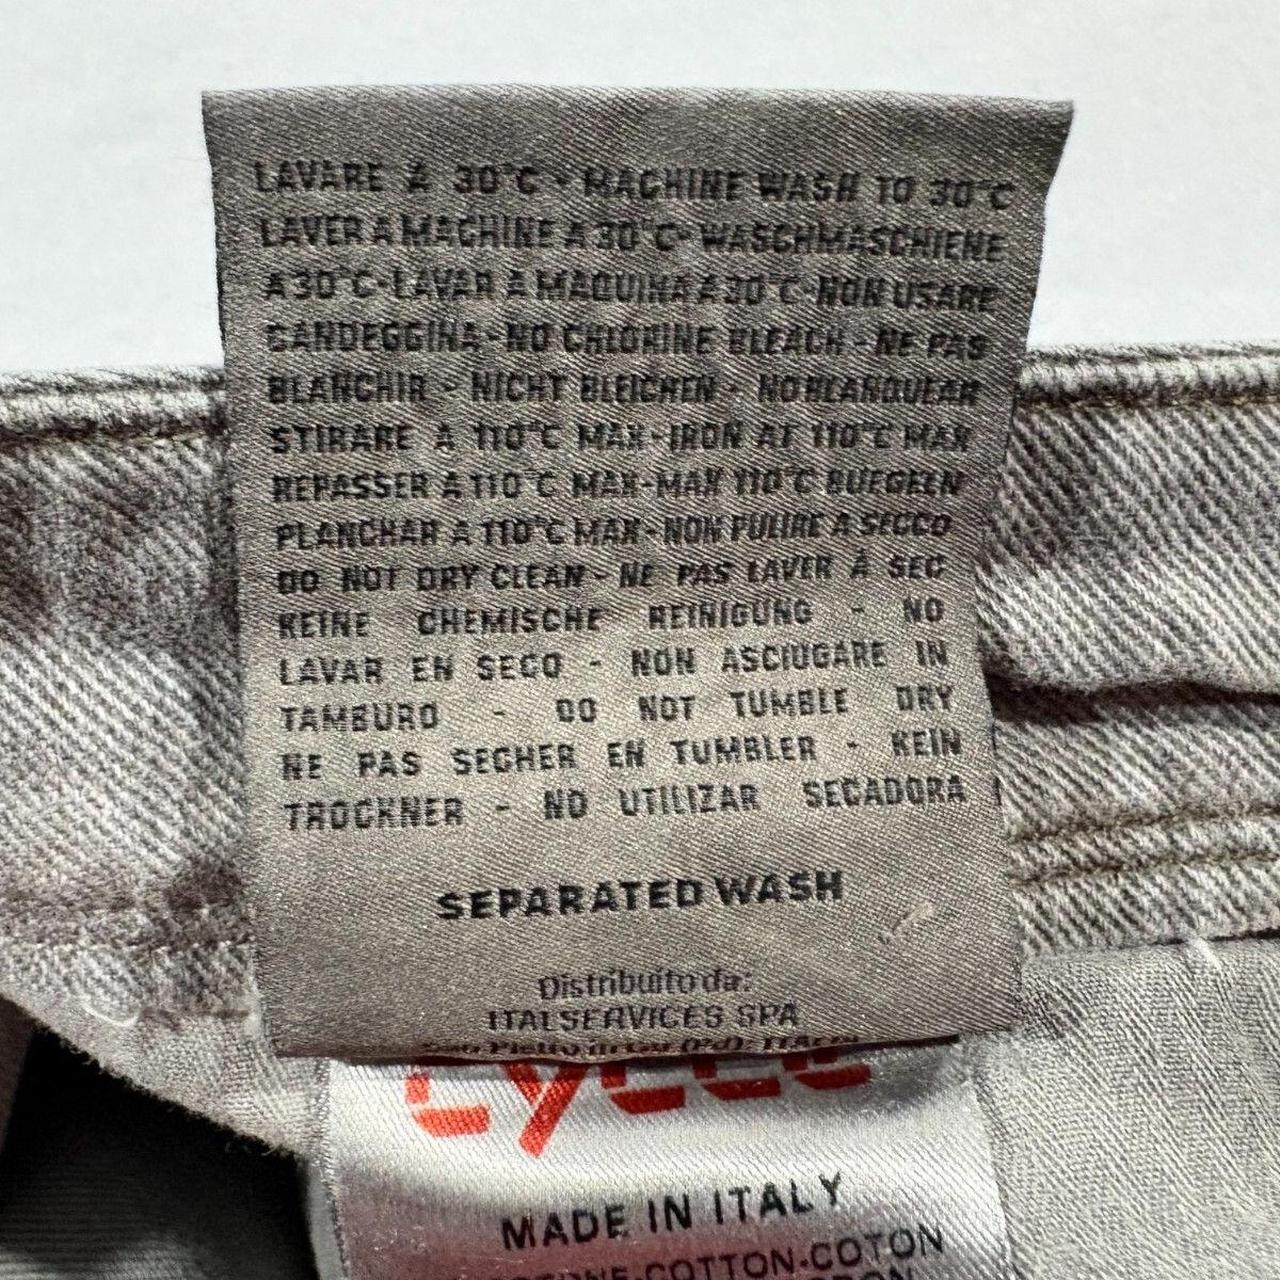 LAVARE A 30°C - MACHINE WASH TO 30°C
LAVER A MACHINE A 30°C - WASCHMASCHIENE
A 30°C - LAVAR A MAQUINA A 30°C - NON USARE
CANDEGGINA - NO CHLORINE BLEACH - NE PAS
BLANCHIR - NICHT BLEICHEN - NO BLANQUEAR
STIRARE A 110°C MAX - IRON AT 110°C MAX
REPASSER A 110°C MAX - MAX 110°C BUEGELN
PLANCHAR A 110°C MAX - NON PULIRE A SECCO
DO NOT DRY CLEAN - NE PAS LAVER À SEC
KEINE CHEMISCHE REINIGUNG - NO
LAVAR EN SECO - NON ASCIUGARE IN
TAMBURO - DO NOT TUMBLE DRY
NE PAS SECHER EN TUMBLER - KEIN
TROCKNER - NO UTILIZAR SECADORA
SEPARATED WASH
Distribuito da:
ITALSERVICES SPA
ITALY
MADE IN ITALY
COTTON-COTON